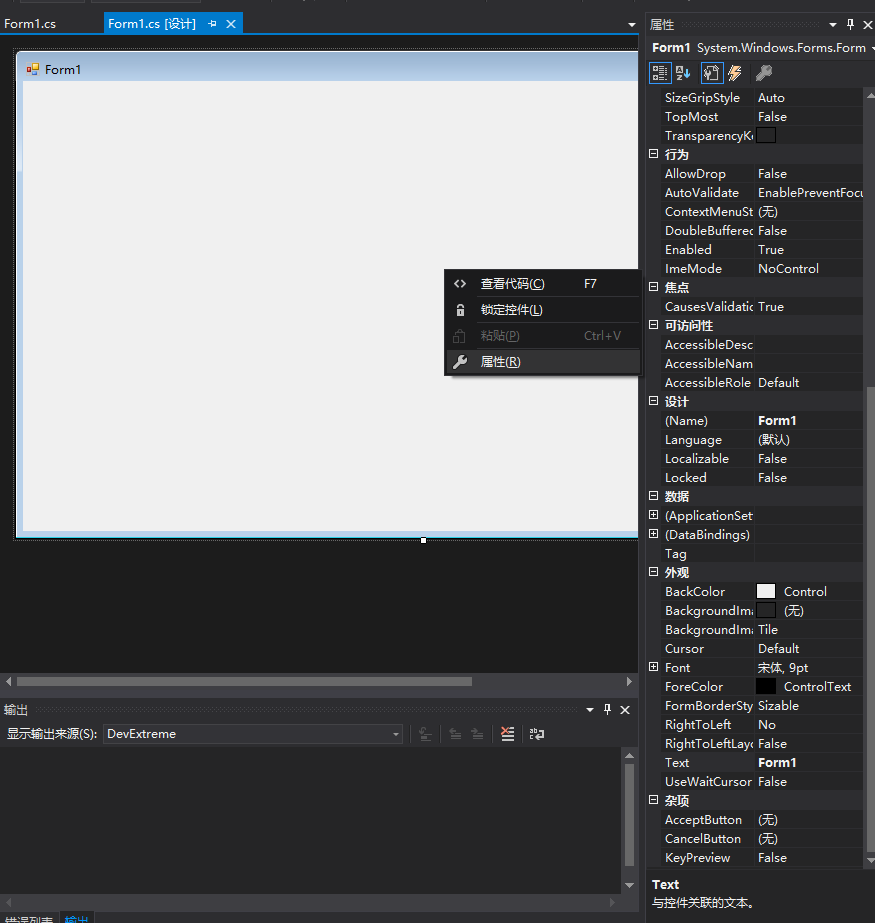 Form1.cs
Form1.cs [设计]
Form1
查看代码(C) F7
锁定控件(L)
粘贴(P) Ctrl+V
属性(R)
输出
显示输出来源(S): DevExtreme
错误列表 输出
属性
Form1 System.Windows.Forms.Form
SizeGripStyle Auto
TopMost False
TransparencyKe
行为
AllowDrop False
AutoValidate EnablePreventFocu
ContextMenuSt (无)
DoubleBuffered False
Enabled True
ImeMode NoControl
焦点
CausesValidatic True
可访问性
AccessibleDesc
AccessibleNam
AccessibleRole Default
设计
(Name) Form1
Language (默认)
Localizable False
Locked False
数据
(ApplicationSet
(DataBindings)
Tag
外观
BackColor Control
BackgroundIma (无)
BackgroundIma Tile
Cursor Default
Font 宋体, 9pt
ForeColor ControlText
FormBorderSty Sizable
RightToLeft No
RightToLeftLayo False
Text Form1
UseWaitCursor False
杂项
AcceptButton (无)
CancelButton (无)
KeyPreview False
Text
与控件关联的文本。